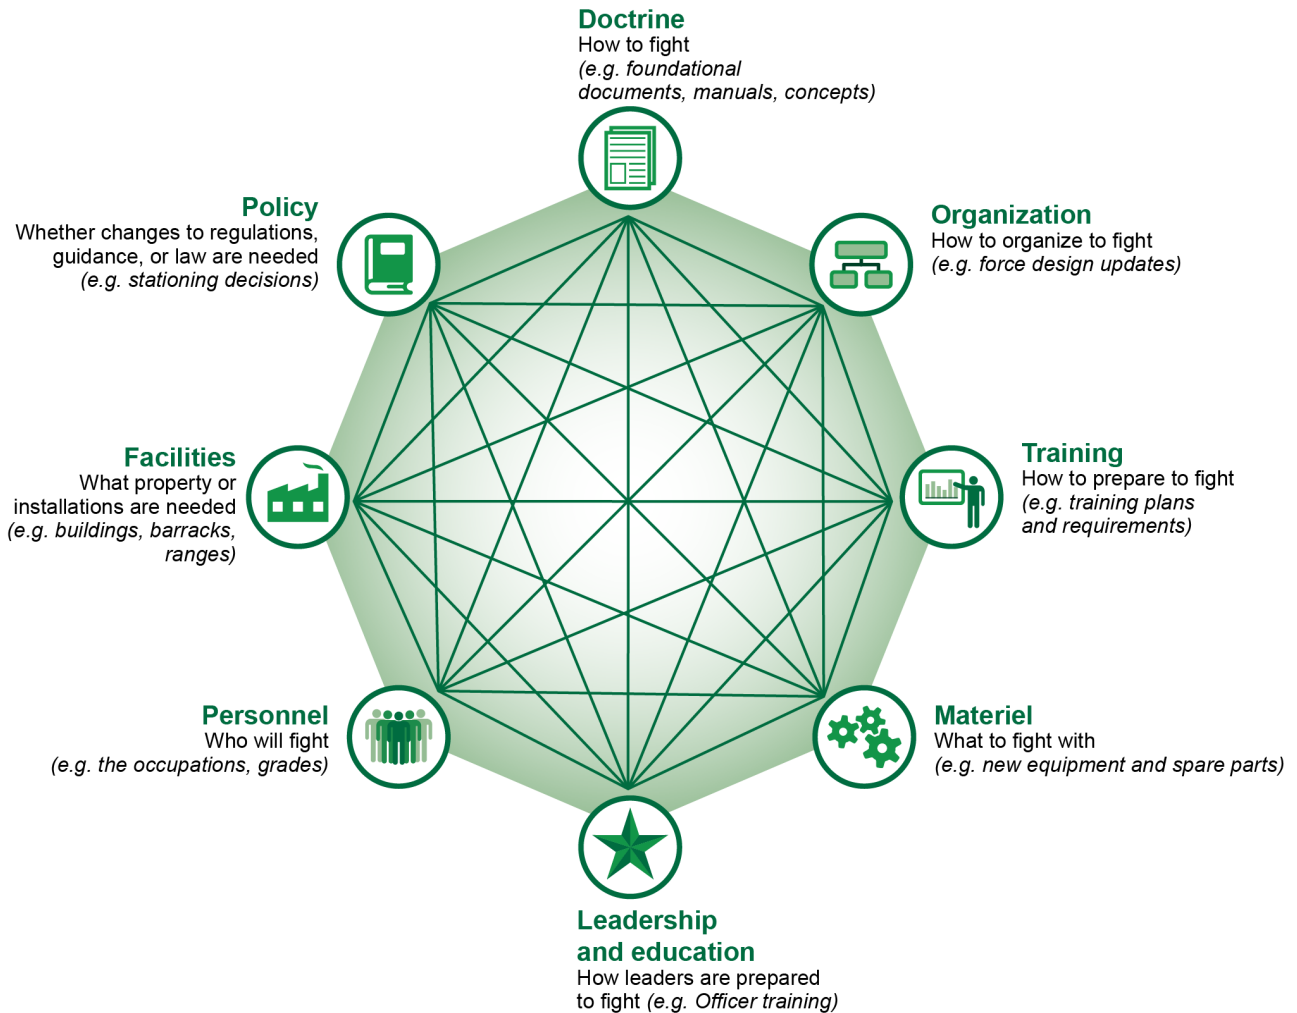 Doctrine
How to fight
(e.g. foundational
documents, manuals, concepts)
Policy
Whether changes to regulations,
guidance, or law are needed
(e.g. stationing decisions)
Organization
How to organize to fight
(e.g. force design updates)
Facilities
What property or
installations are needed
(e.g. buildings, barracks,
ranges)
Training
How to prepare to fight
(e.g. training plans
and requirements)
Personnel
Who will fight
(e.g. the occupations, grades)
Materiel
What to fight with
(e.g. new equipment and spare parts)
Leadership
and education
How leaders are prepared
to fight (e.g. Officer training)